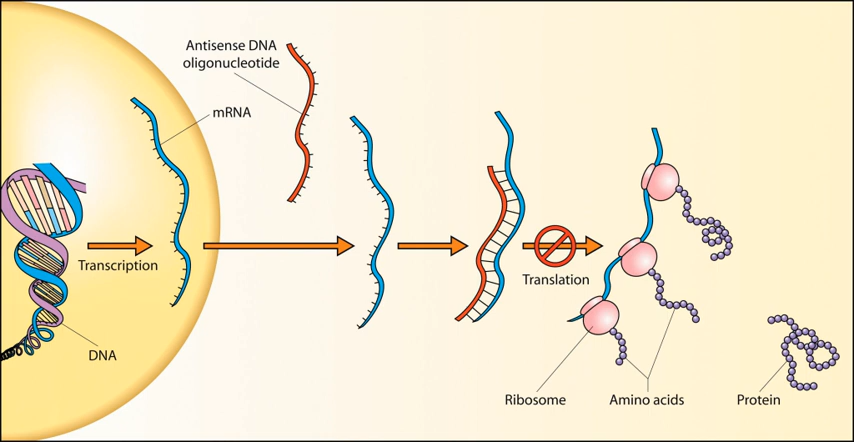 Antisense DNA
oligonucleotide
mRNA
Transcription
Translation
DNA
Ribosome
Amino acids
Protein